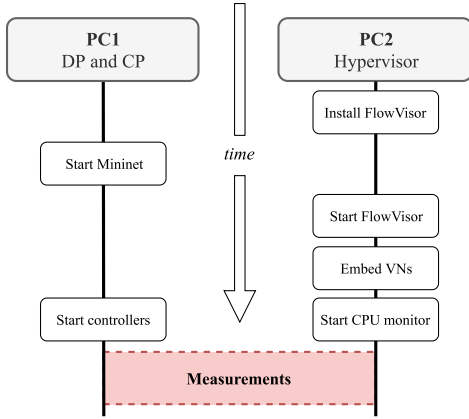 PC1
DP and CP
PC2
Hypervisor
Install FlowVisor
Start Mininet
time
Start FlowVisor
Embed VNs
Start controllers
Start CPU monitor
Measurements